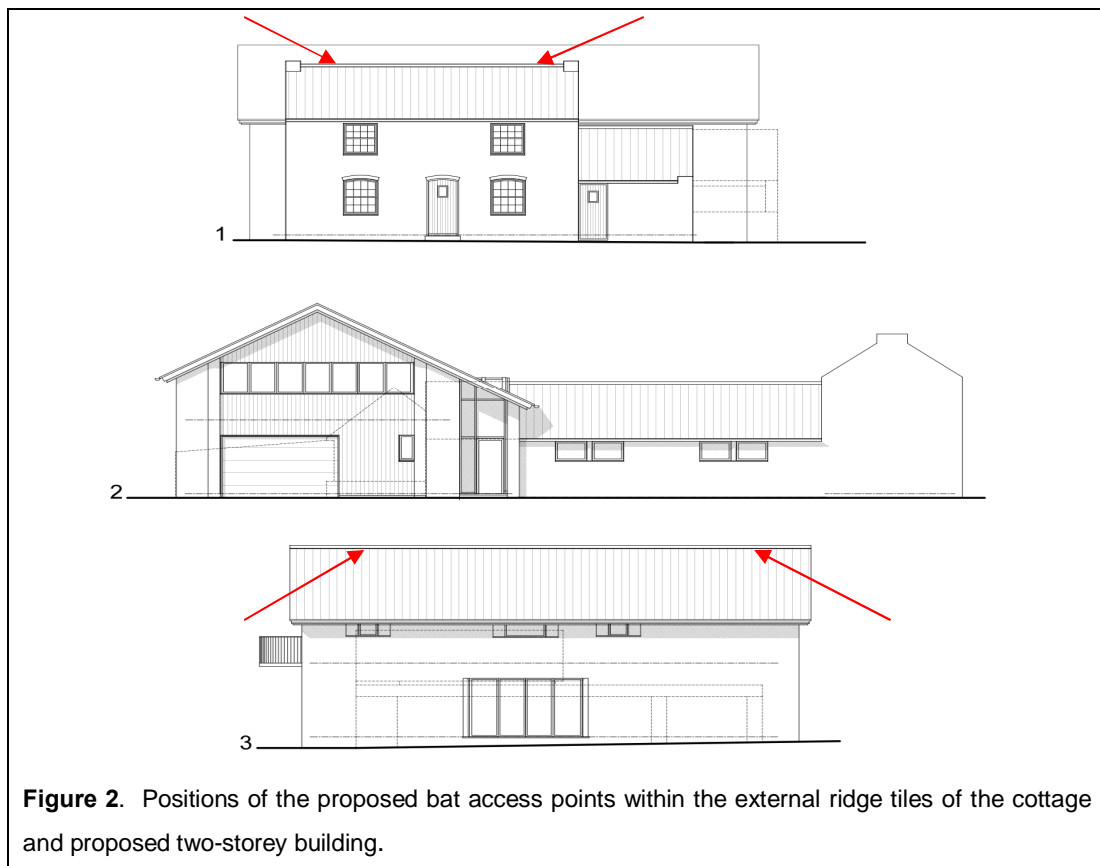 1
2
3
Figure 2. Positions of the proposed bat access points within the external ridge tiles of the cottage
and proposed two-storey building.